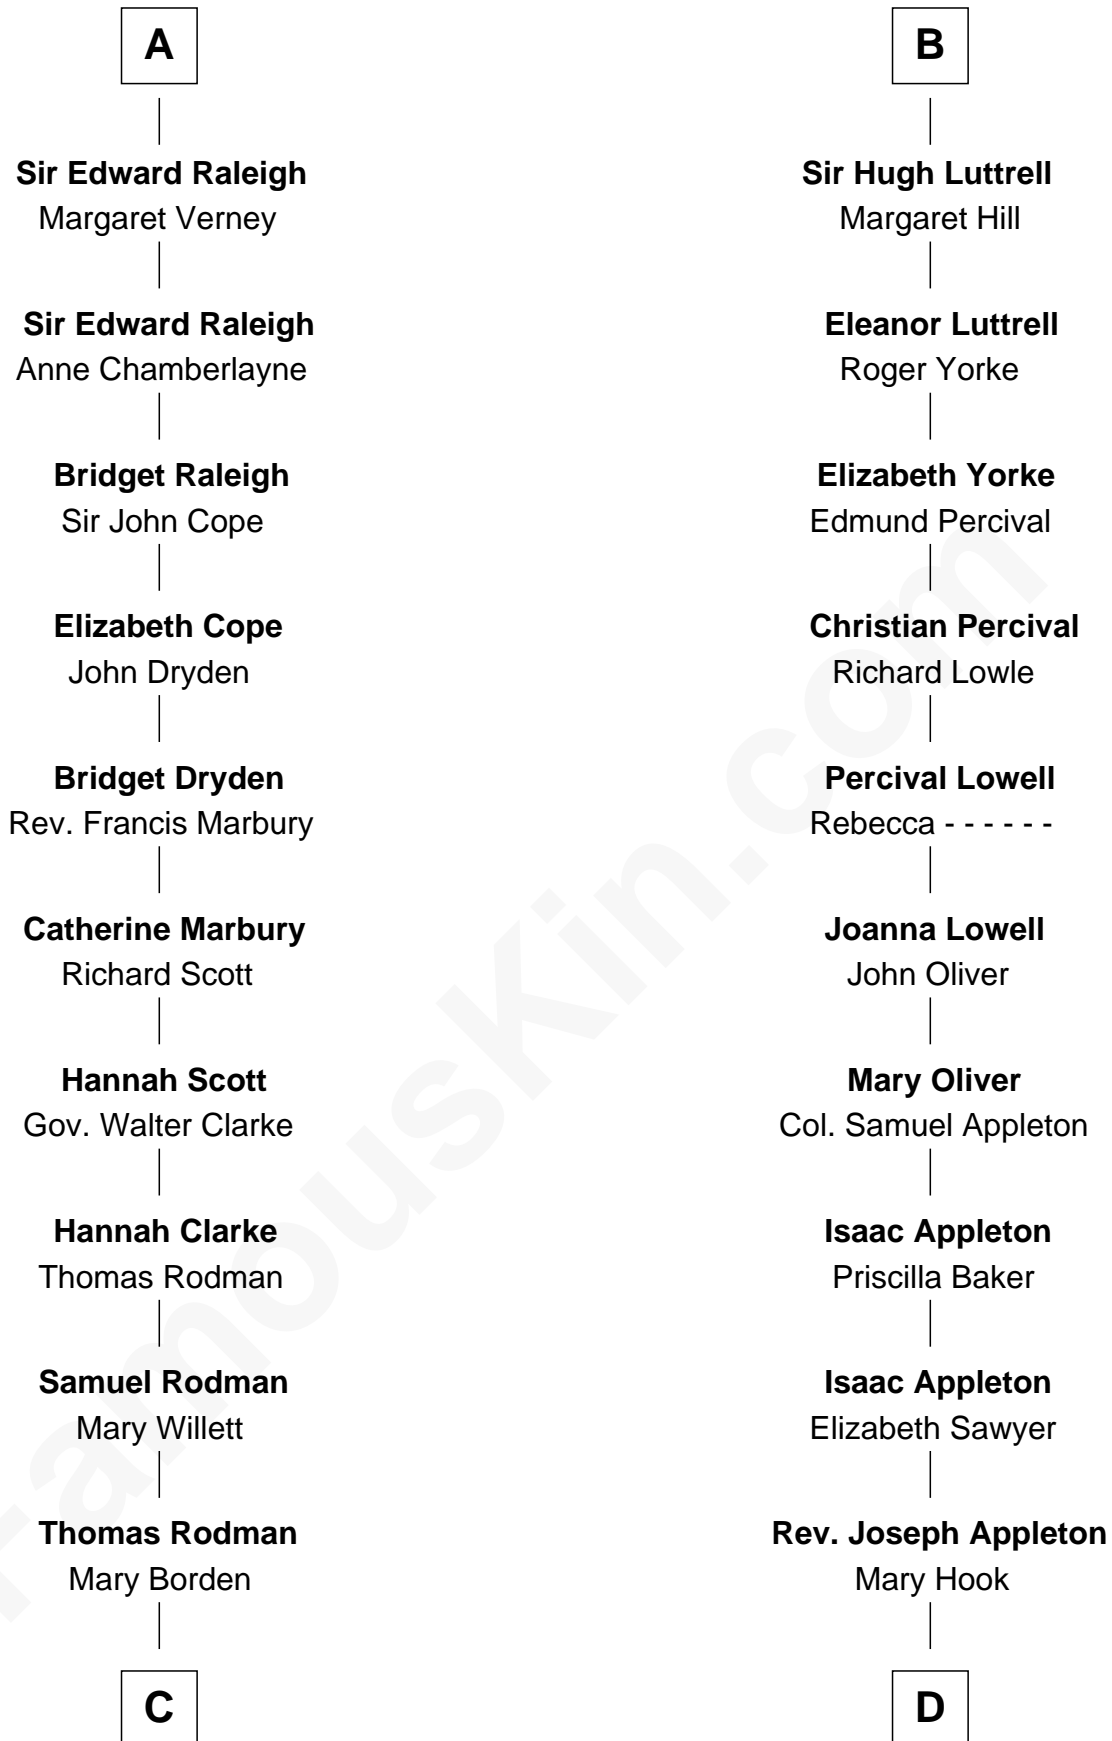 A
Sir Edward Raleigh
Margaret Verney
Sir Edward Raleigh
Anne Chamberlayne
Bridget Raleigh
Sir John Cope
Elizabeth Cope
John Dryden
Bridget Dryden
Rev. Francis Marbury
Catherine Marbury
Richard Scott
Hannah Scott
Gov. Walter Clarke
Hannah Clarke
Thomas Rodman
Samuel Rodman
Mary Willett
Thomas Rodman
Mary Borden
C
B
Sir Hugh Luttrell
Margaret Hill
Eleanor Luttrell
Roger Yorke
Elizabeth Yorke
Edmund Percival
Christian Percival
Richard Lowle
Percival Lowell
Rebecca - - - - - -
Joanna Lowell
John Oliver
Mary Oliver
Col. Samuel Appleton
Isaac Appleton
Priscilla Baker
Isaac Appleton
Elizabeth Sawyer
Rev. Joseph Appleton
Mary Hook
D
FamousKin.com